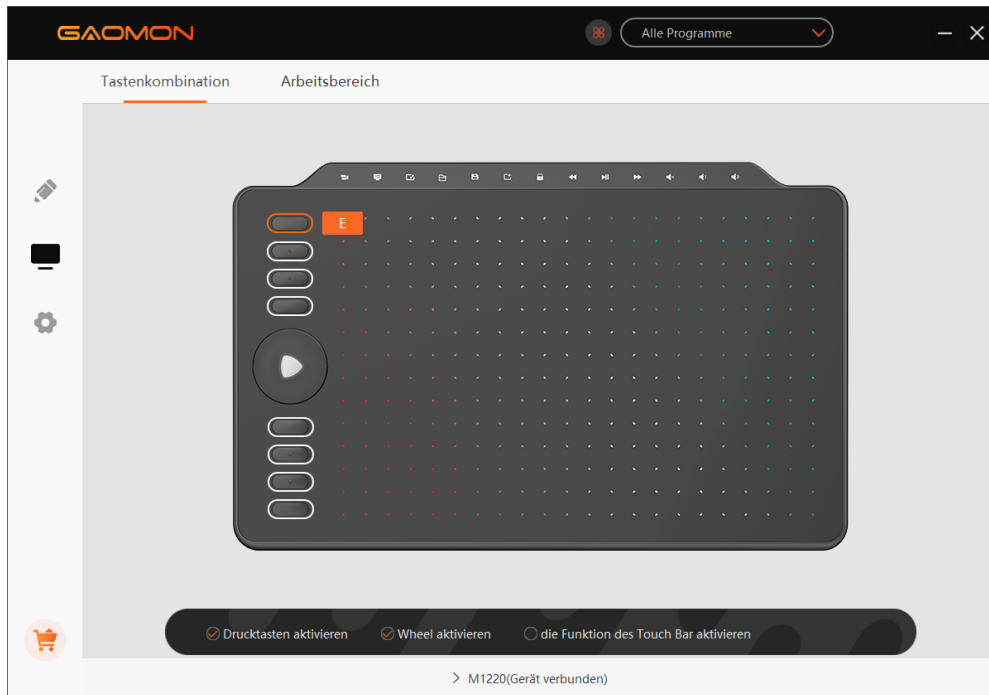 GAOMON
Alle Programme
Tastenkombination
Arbeitsbereich
E
Drucktasten aktivieren
Wheel aktivieren
die Funktion des Touch Bar aktivieren
M1220(Gerät verbunden)